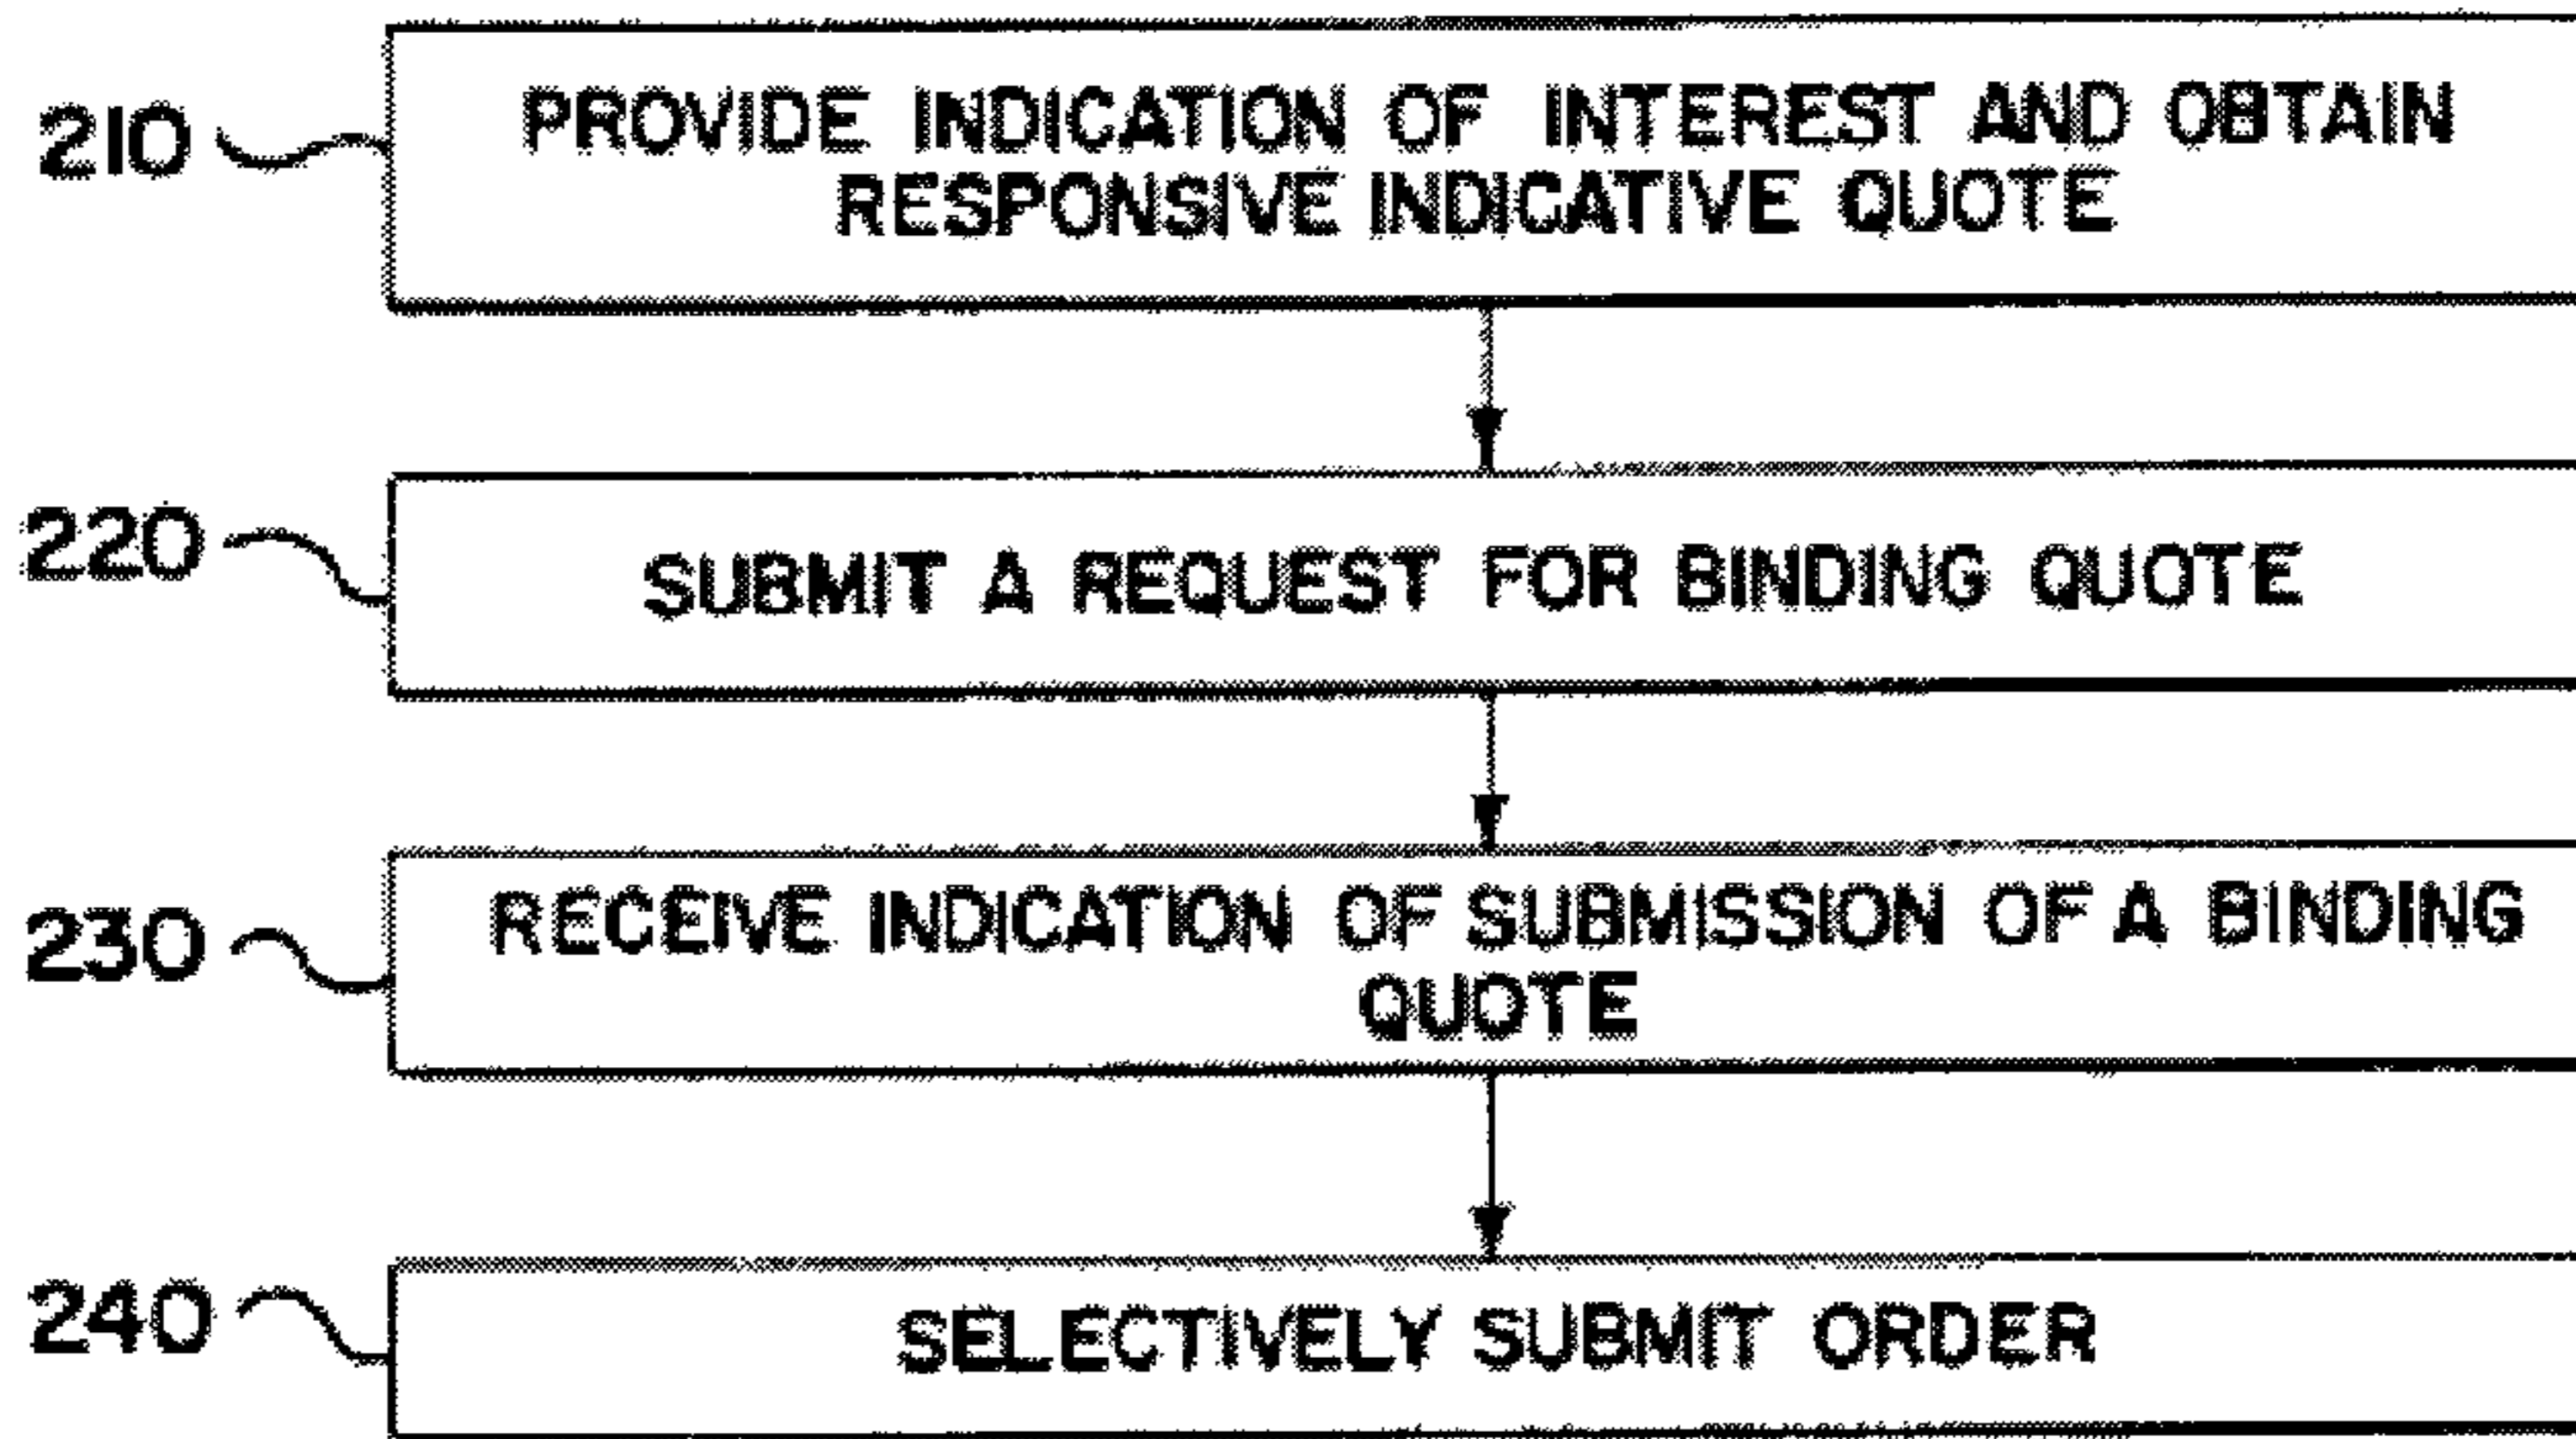 210
PROVIDE INDICATION OF INTEREST AND OBTAIN
RESPONSIVE INDICATIVE QUOTE
220
SUBMIT A REQUEST FOR BINDING QUOTE
230
RECEIVE INDICATION OF SUBMISSION OF A BINDING
QUOTE
240
SELECTIVELY SUBMIT ORDER